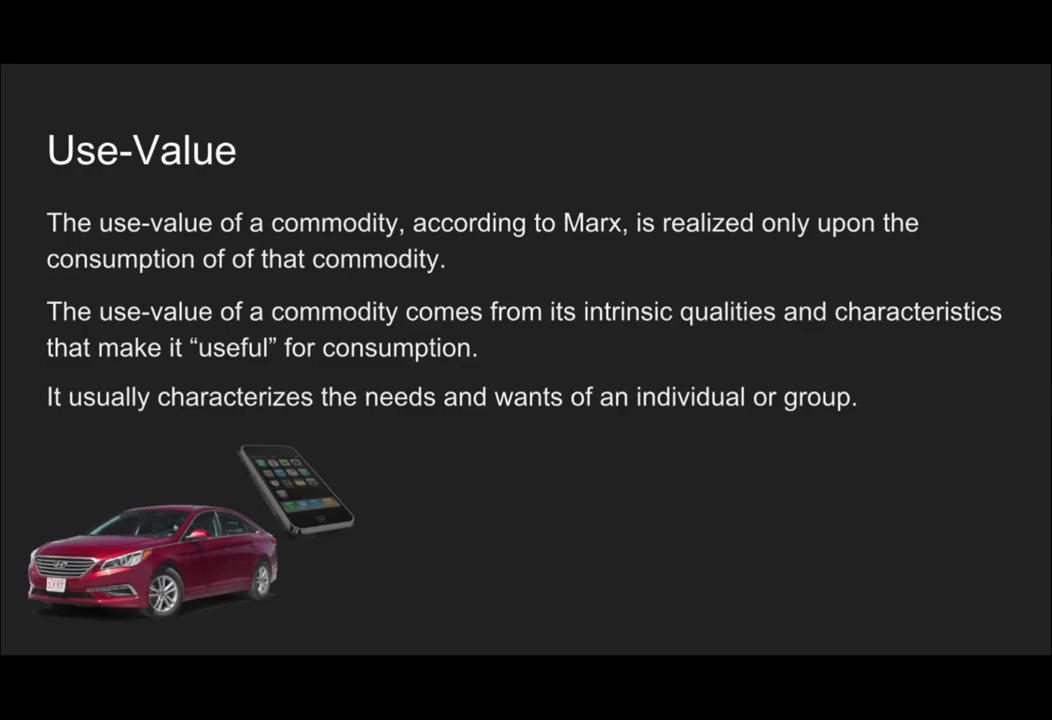 Use-Value
The use-value of a commodity, according to Marx, is realized only upon the
consumption of of that commodity.
The use-value of a commodity comes from its intrinsic qualities and characteristics
that make it “useful” for consumption.
It usually characterizes the needs and wants of an individual or group.